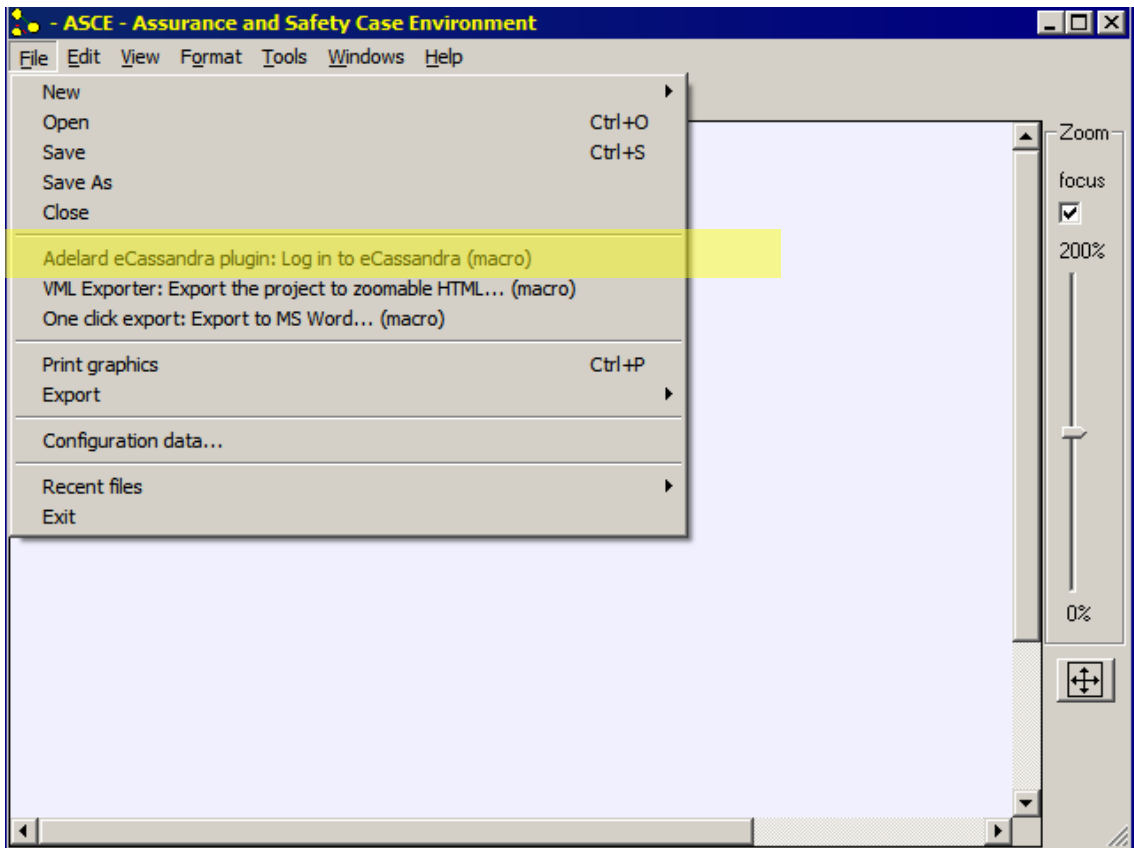 - ASCE - Assurance and Safety Case Environment
File Edit View Format Tools Windows Help
New
Open Ctrl+O
Save Ctrl+S
Save As
Close
Adelard eCassandra plugin: Log in to eCassandra (macro)
VML Exporter: Export the project to zoomable HTML... (macro)
One click export: Export to MS Word... (macro)
Print graphics Ctrl+P
Export
Configuration data...
Recent files
Exit
Zoom
focus
200%
0%